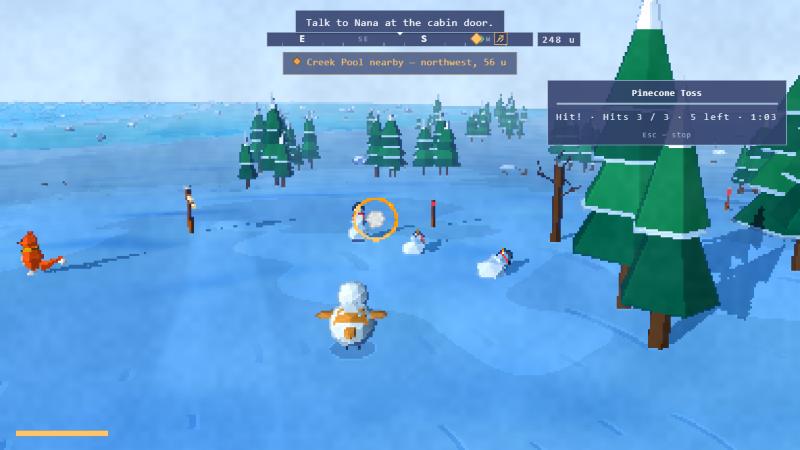 Talk to Nana at the cabin door.
E SE S W
248 u
Creek Pool nearby — northwest, 56 u
Pinecone Toss
Hit! · Hits 3 / 3 · 5 left · 1:03
Esc — stop